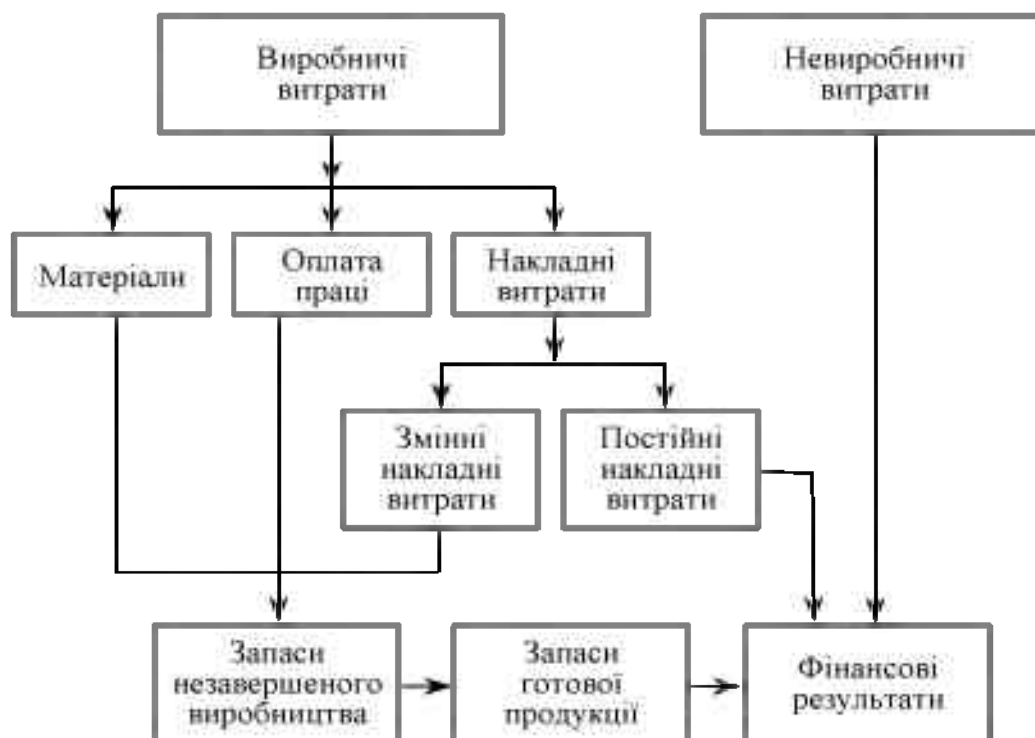 Виробничі
витрати
Невиробничі
витрати
Матеріали
Оплата
праці
Накладні
витрати
Змінні
накладні
витрати
Постійні
накладні
витрати
Запаси
незавершеного
виробництва
Запаси
готової
продукції
Фінансові
результати